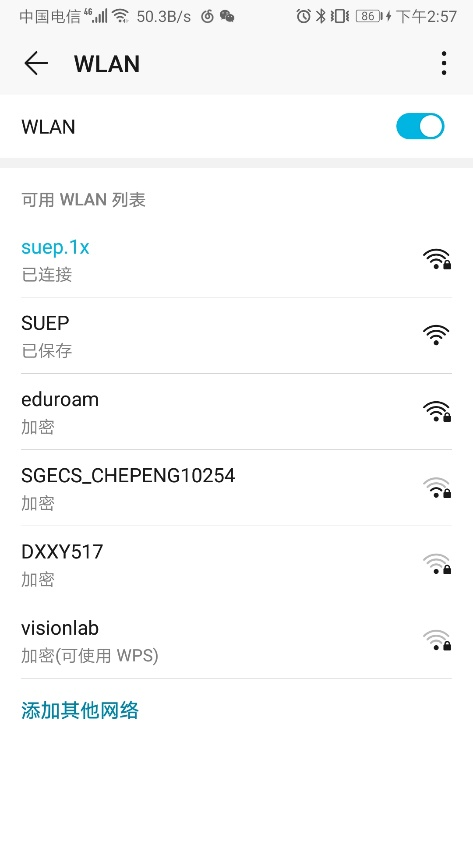 中国电信 4G 50.3B/s 86 下午2:57
WLAN
WLAN
可用 WLAN 列表
suep.1x
已连接
SUEP
已保存
eduroam
加密
SGECS_CHEPENG10254
加密
DXXY517
加密
visionlab
加密(可使用 WPS)
添加其他网络